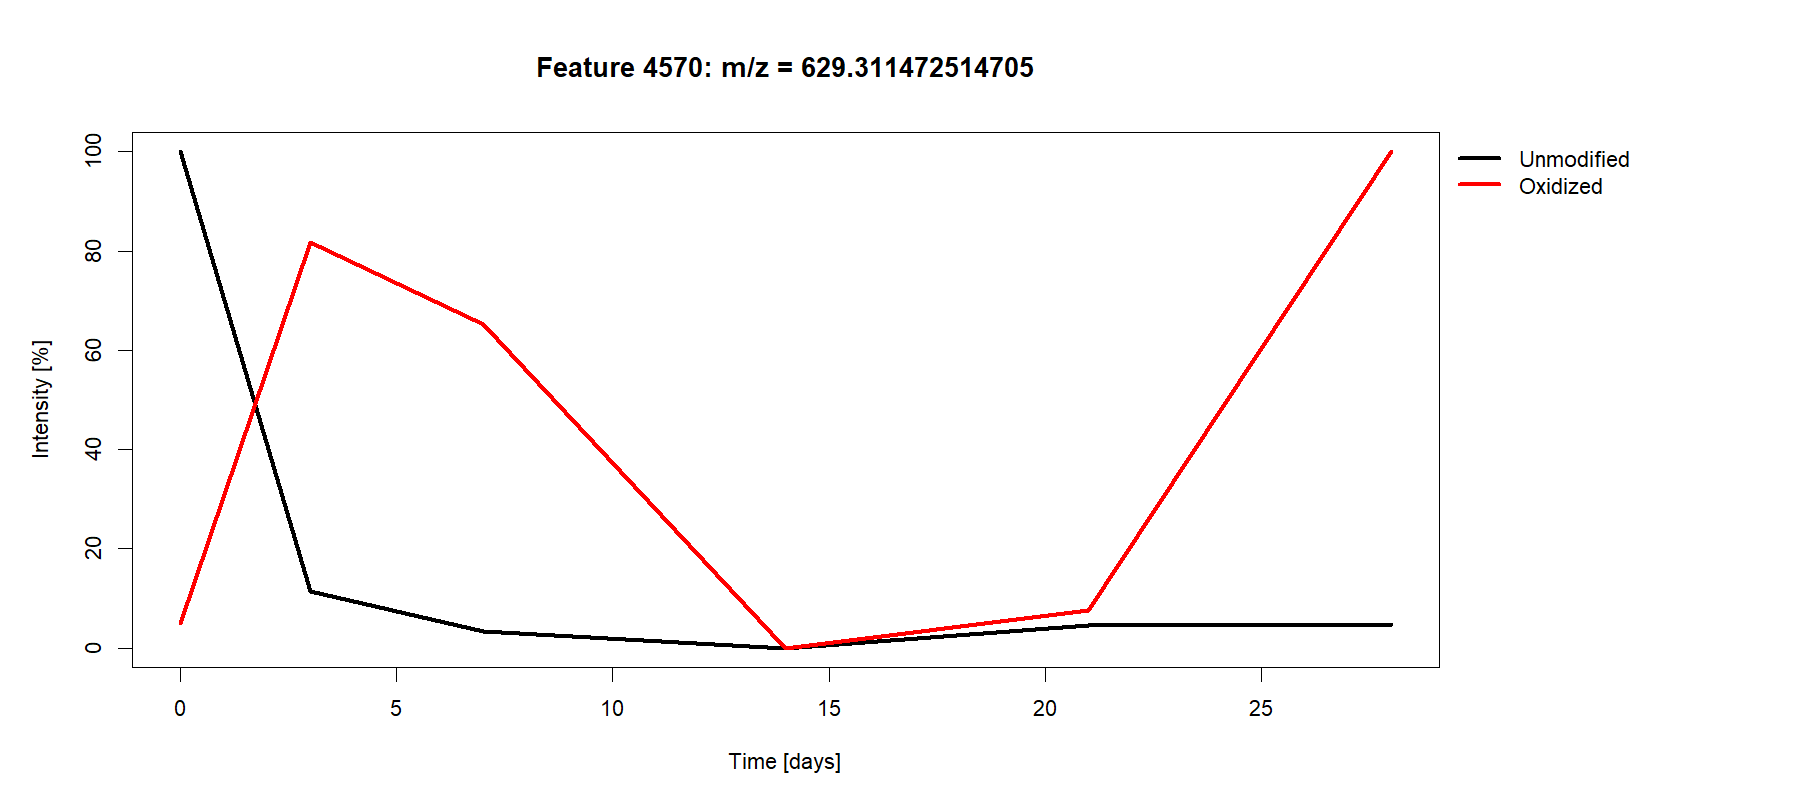 Feature 4570: m/z = 629.311472514705
Unmodified
Oxidized
Intensity [%]
100
80
60
40
20
0
0 5 10 15 20 25
Time [days]